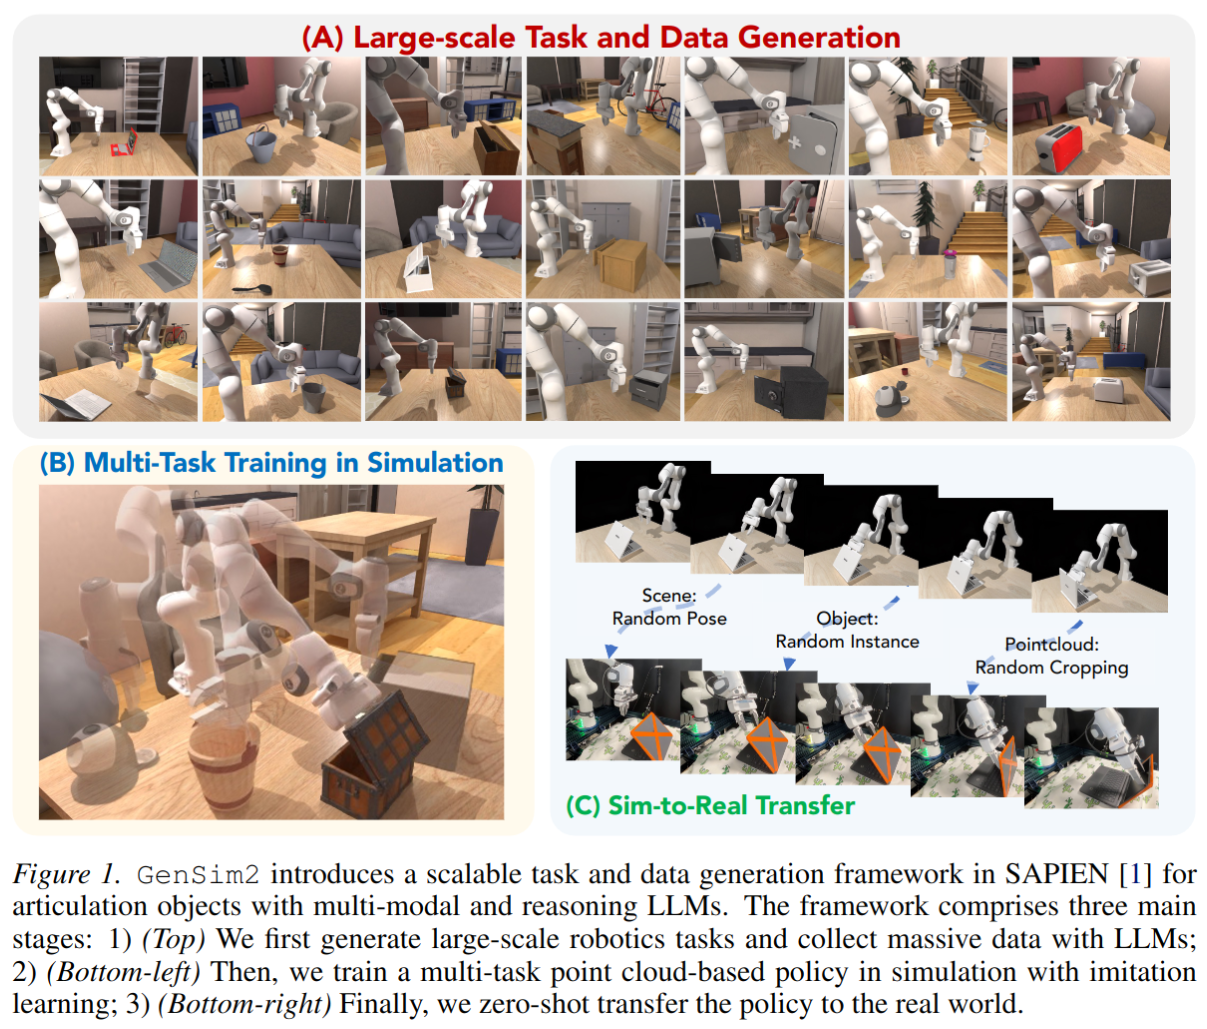 (A) Large-scale Task and Data Generation
(B) Multi-Task Training in Simulation
Scene:
Random Pose
Object:
Random Instance
Pointcloud:
Random Cropping
(C) Sim-to-Real Transfer
Figure 1. GenSim2 introduces a scalable task and data generation framework in SAPIEN [1] for
articulation objects with multi-modal and reasoning LLMs. The framework comprises three main
stages: 1) (Top) We first generate large-scale robotics tasks and collect massive data with LLMs;
2) (Bottom-left) Then, we train a multi-task point cloud-based policy in simulation with imitation
learning; 3) (Bottom-right) Finally, we zero-shot transfer the policy to the real world.